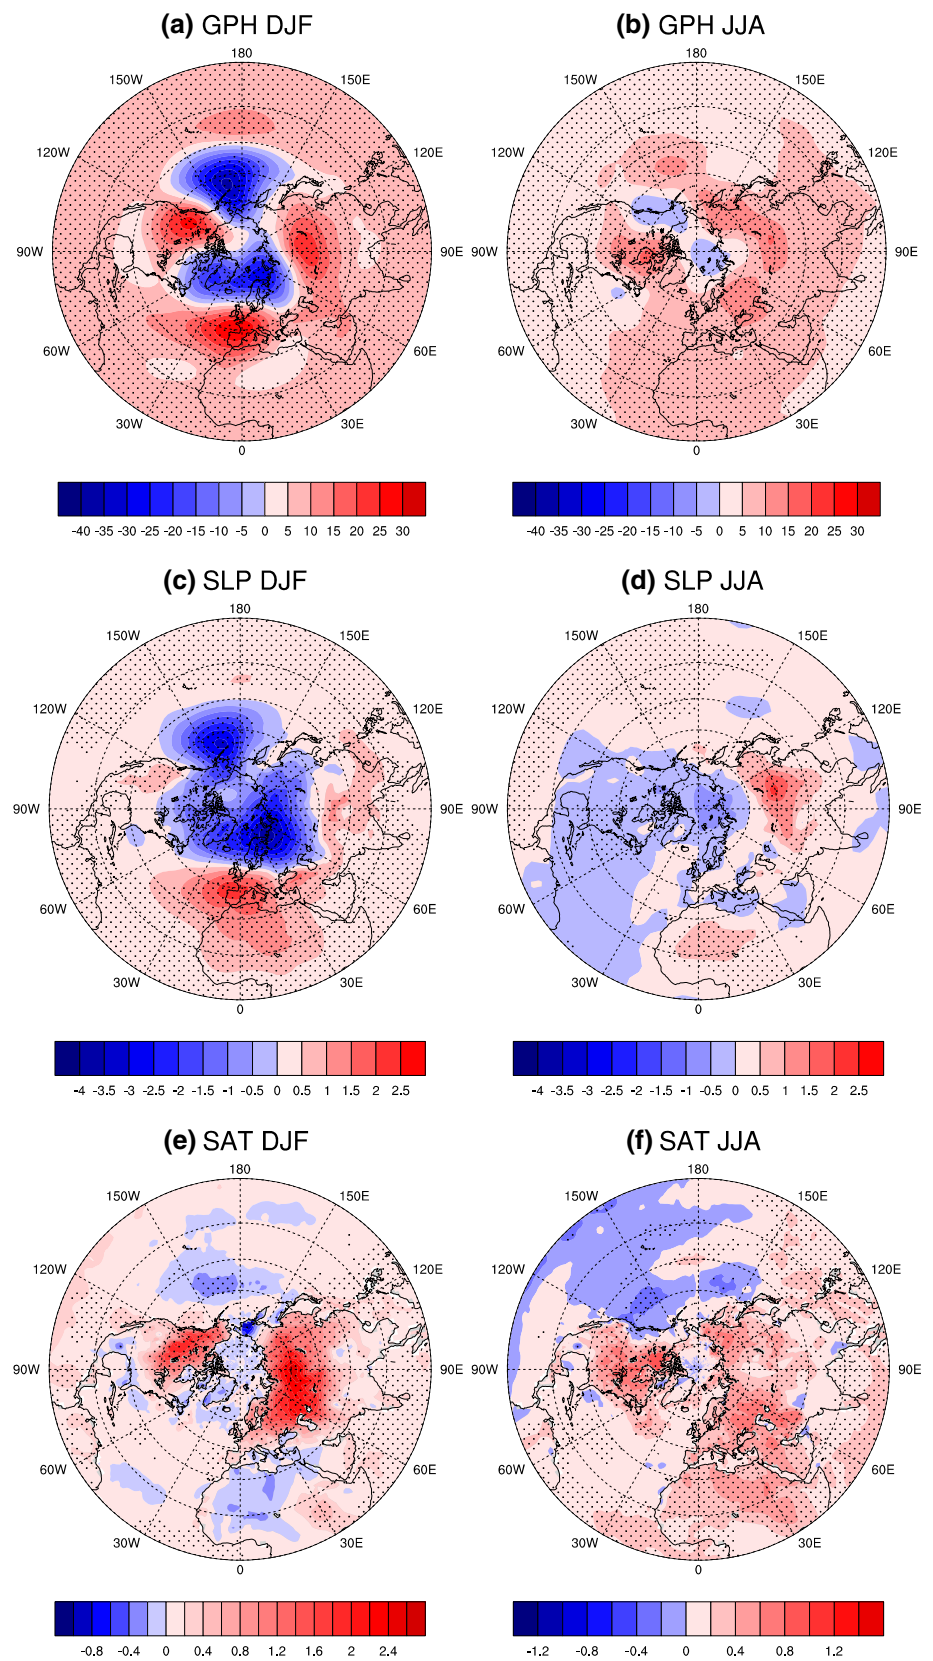 (a) GPH DJF
(b) GPH JJA
180
150W
150E
120W
120E
90W
90E
60W
60E
30W
30E
0
180
150W
150E
120W
120E
90W
90E
60W
60E
30W
30E
0
-40 -35 -30 -25 -20 -15 -10 -5 0 5 10 15 20 25 30
-40 -35 -30 -25 -20 -15 -10 -5 0 5 10 15 20 25 30
(c) SLP DJF
(d) SLP JJA
180
150W
150E
120W
120E
90W
90E
60W
60E
30W
30E
0
180
150W
150E
120W
120E
90W
90E
60W
60E
30W
30E
0
-4 -3.5 -3 -2.5 -2 -1.5 -1 -0.5 0 0.5 1 1.5 2 2.5
-4 -3.5 -3 -2.5 -2 -1.5 -1 -0.5 0 0.5 1 1.5 2 2.5
(e) SAT DJF
(f) SAT JJA
180
150W
150E
120W
120E
90W
90E
60W
60E
30W
30E
0
180
150W
150E
120W
120E
90W
90E
60W
60E
30W
30E
0
-0.8 -0.4 0 0.4 0.8 1.2 1.6 2 2.4
-1.2 -0.8 -0.4 0 0.4 0.8 1.2